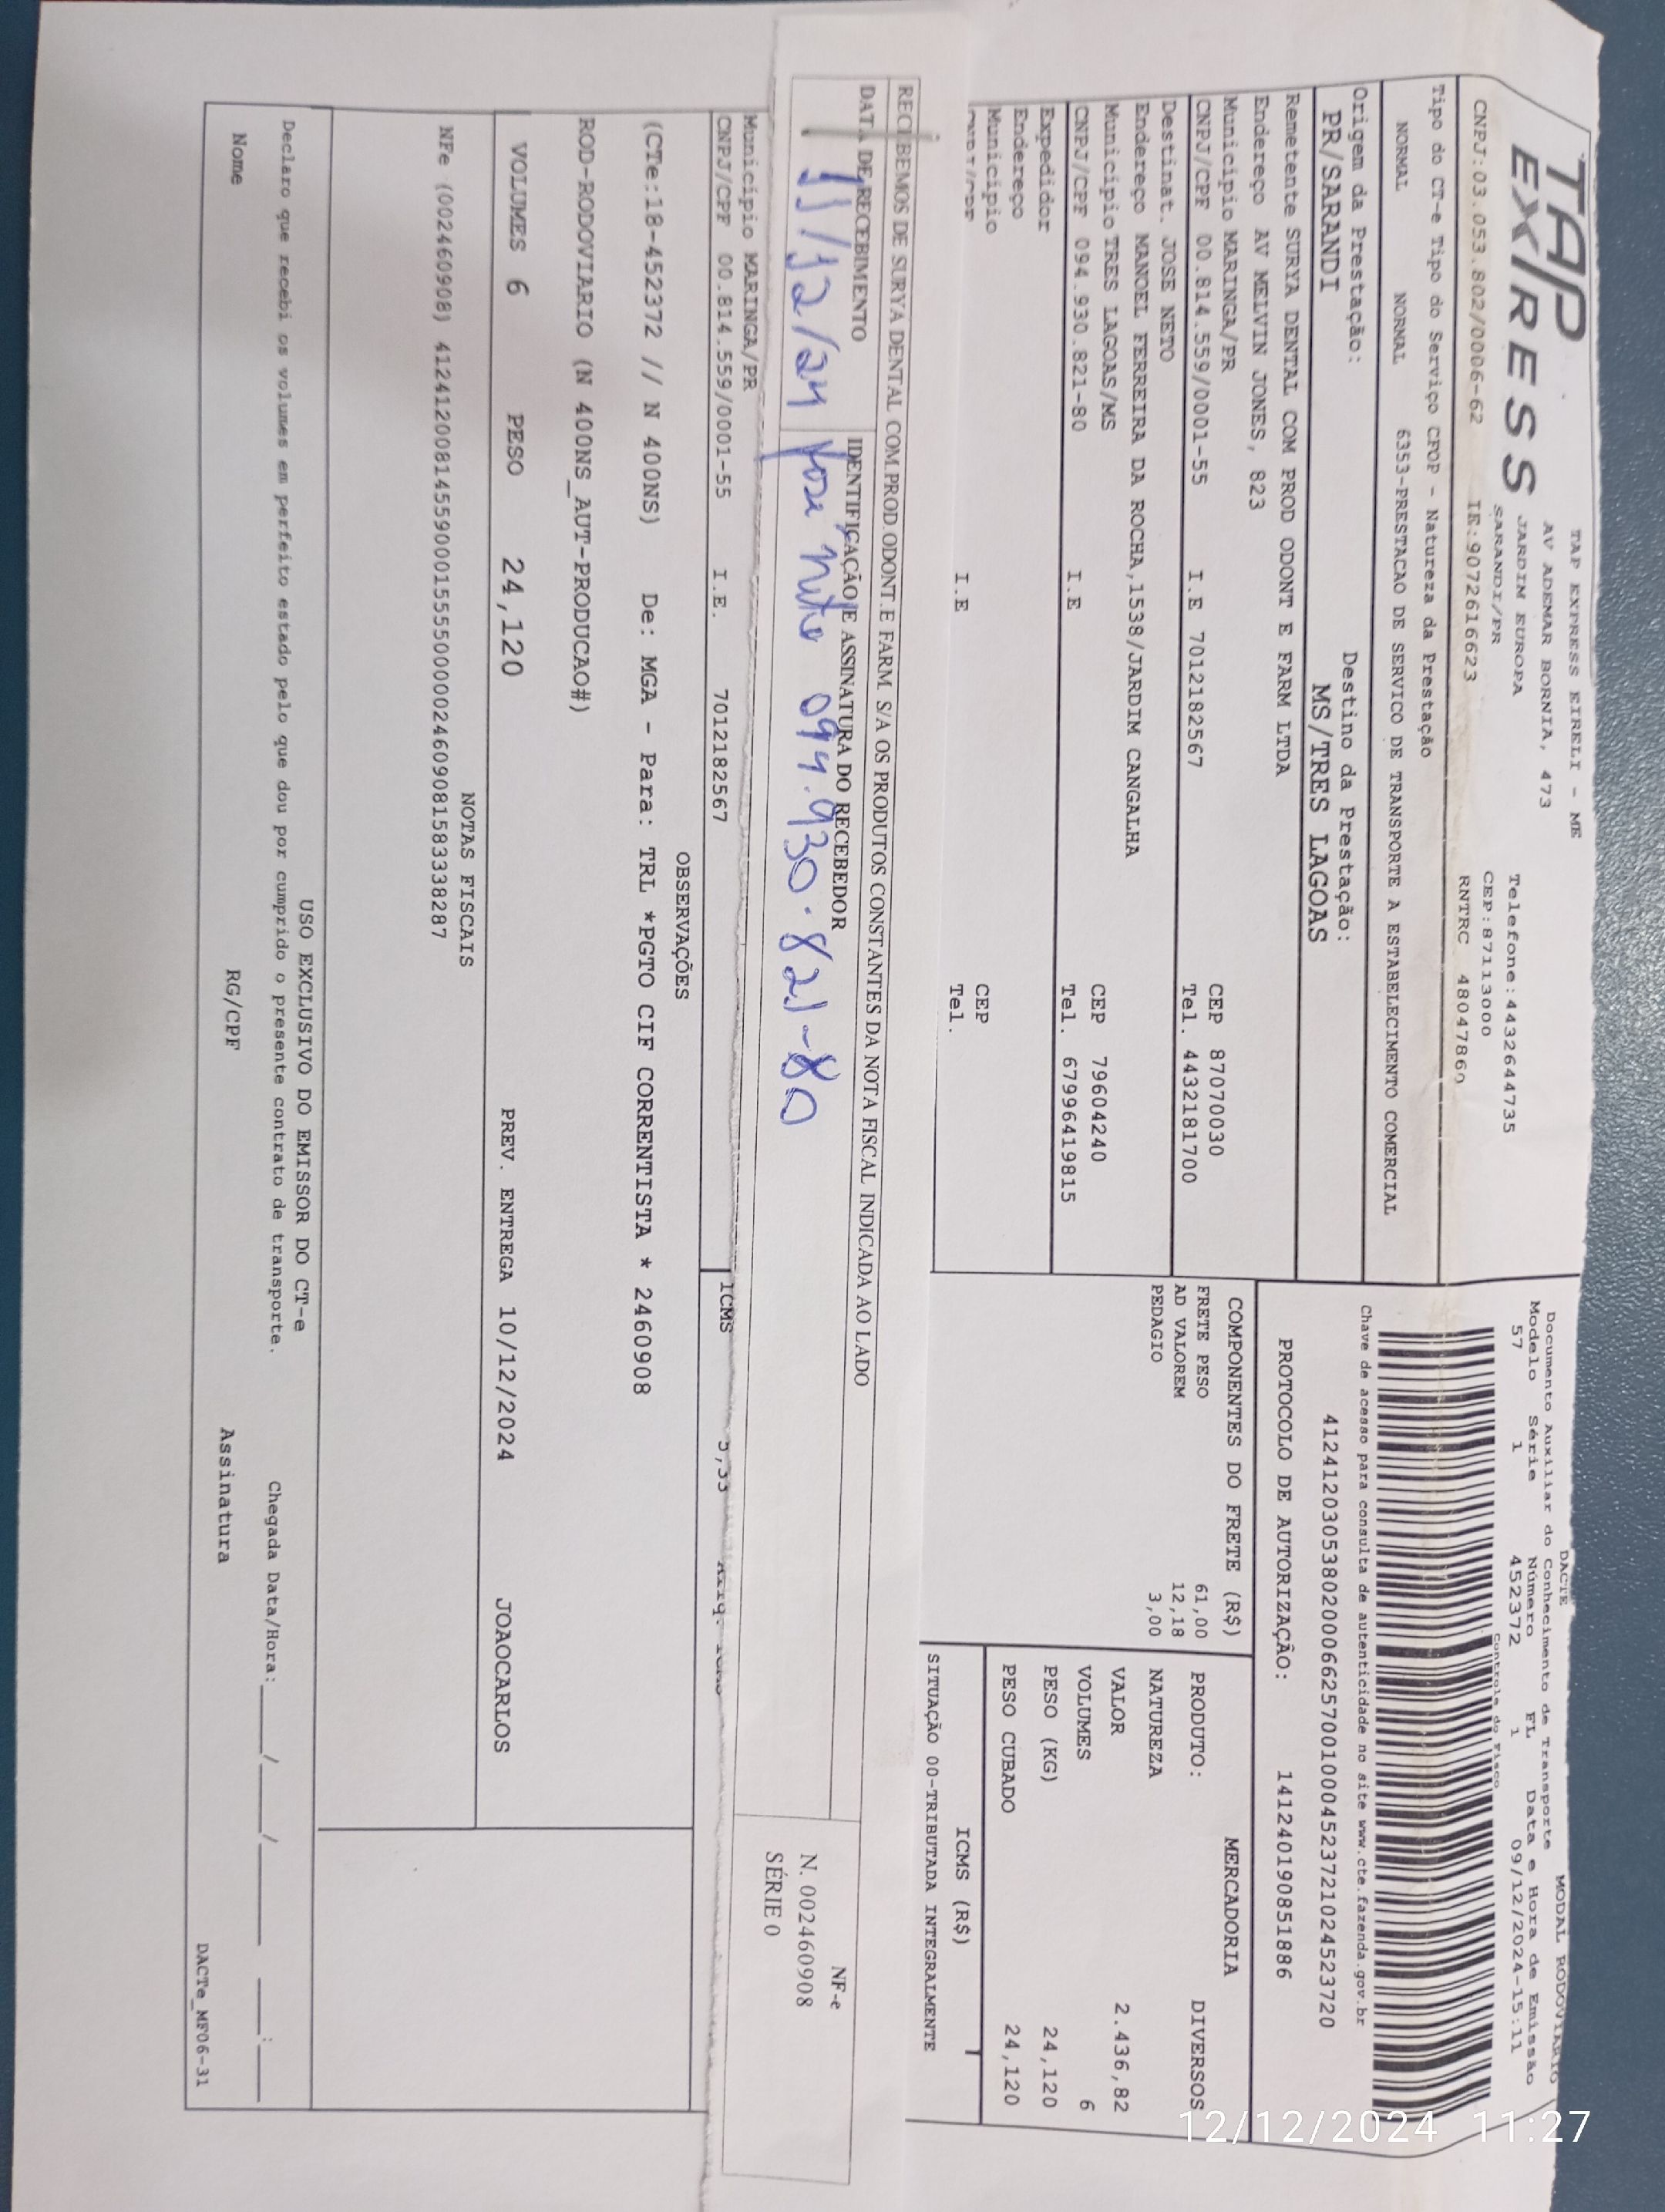 TAP EXPRESS
TAP EXPRESS EIRELI - ME
AV ADEMAR BORNIA, 473
JARDIM EUROPA
SARANDI/PR
Telefone:44326444735
CEP:87113000
CNPJ:03.053.802/0006-62 IE:9072616623 RNTRC 48047860
Tipo do CT-e Tipo do Serviço CFOP - Natureza da Prestação
NORMAL NORMAL 6353-PRESTACAO DE SERVICO DE TRANSPORTE A ESTABELECIMENTO COMERCIAL
Origem da Prestação: Destino da Prestação:
PR/SARANDI MS/TRES LAGOAS
Remetente SURYA DENTAL COM PROD ODONT E FARM LTDA
Endereço AV MELVIN JONES, 823
Municipio MARINGA/PR CEP 87070030
CNPJ/CPF 00.814.559/0001-55 I.E 7012182567 Tel. 4432181700
Destinat. JOSE NETO
Endereço MANOEL FERREIRA DA ROCHA,1538/JARDIM CANGALHA
Municipio TRES LAGOAS/MS CEP 79604240
CNPJ/CPF 094.930.821-80 I.E Tel. 67996419815
Expedidor
Endereço
Municipio CEP
I.E Tel.
DACTE MODAL RODOVIARIO
Documento Auxiliar do Conhecimento de Transporte
Modelo Série Número FL Data e Hora de Emissão
57 1 452372 1 09/12/2024-15:11
Controle do Fisco
Chave de acesso para consulta de autenticidade no site www.cte.fazenda.gov.br
41241203053802000662570010004523721024523720
PROTOCOLO DE AUTORIZAÇÃO: 141240190851886
COMPONENTES DO FRETE (R$)
FRETE PESO 61,00
AD VALOREM 12,18
PEDAGIO 3,00
MERCADORIA
PRODUTO: DIVERSOS
NATUREZA
VALOR 2.436,82
VOLUMES 6
PESO (KG) 24,120
PESO CUBADO 24,120
ICMS (R$)
SITUAÇÃO 00-TRIBUTADA INTEGRALMENTE
RECEBEMOS DE SURYA DENTAL COM.PROD.ODONT.E FARM. S/A OS PRODUTOS CONSTANTES DA NOTA FISCAL INDICADA AO LADO
DATA DE RECEBIMENTO IDENTIFICAÇÃO E ASSINATURA DO RECEBEDOR
11/12/24 José Neto 094.930.821-80
NF-e
N. 002460908
SÉRIE 0
Municipio MARINGA/PR
CNPJ/CPF 00.814.559/0001-55 I.E. 7012182567 ICMS
OBSERVAÇÕES
(CTe:18-452372 // N 400NS) De: MGA - Para: TRL *PGTO CIF CORRENTISTA * 2460908
ROD-RODOVIARIO (N 400NS_AUT-PRODUCAO#)
VOLUMES 6 PESO 24,120 PREV. ENTREGA 10/12/2024 JOAOCARLOS
NOTAS FISCAIS
NFe (002460908) 41241200814559000155550000024609081583338287
USO EXCLUSIVO DO EMISSOR DO CT-e
Declaro que recebi os volumes em perfeito estado pelo que dou por cumprido o presente contrato de transporte. Chegada Data/Hora:____/____/____ ___:___
Nome RG/CPF Assinatura
DACTe_MF06-31
12/12/2024 11:27